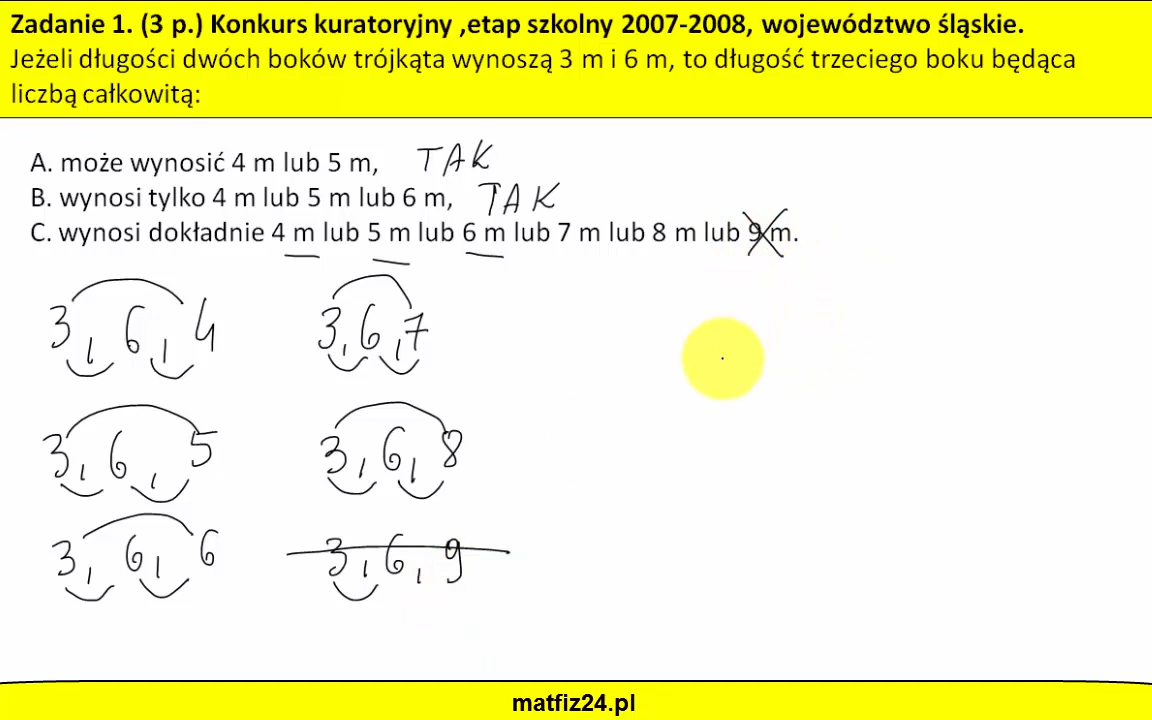 Zadanie 1. (3 p.) Konkurs kuratoryjny ,etap szkolny 2007-2008, województwo śląskie.
Jeżeli długości dwóch boków trójkąta wynoszą 3 m i 6 m, to długość trzeciego boku będąca
liczbą całkowitą:
A. może wynosić 4 m lub 5 m, TAK
B. wynosi tylko 4 m lub 5 m lub 6 m, TAK
C. wynosi dokładnie 4 m lub 5 m lub 6 m lub 7 m lub 8 m lub 9 m.
3, 6, 4 3, 6, 7
3, 6, 5 3, 6, 8
3, 6, 6 3, 6, 9
matfiz24.pl